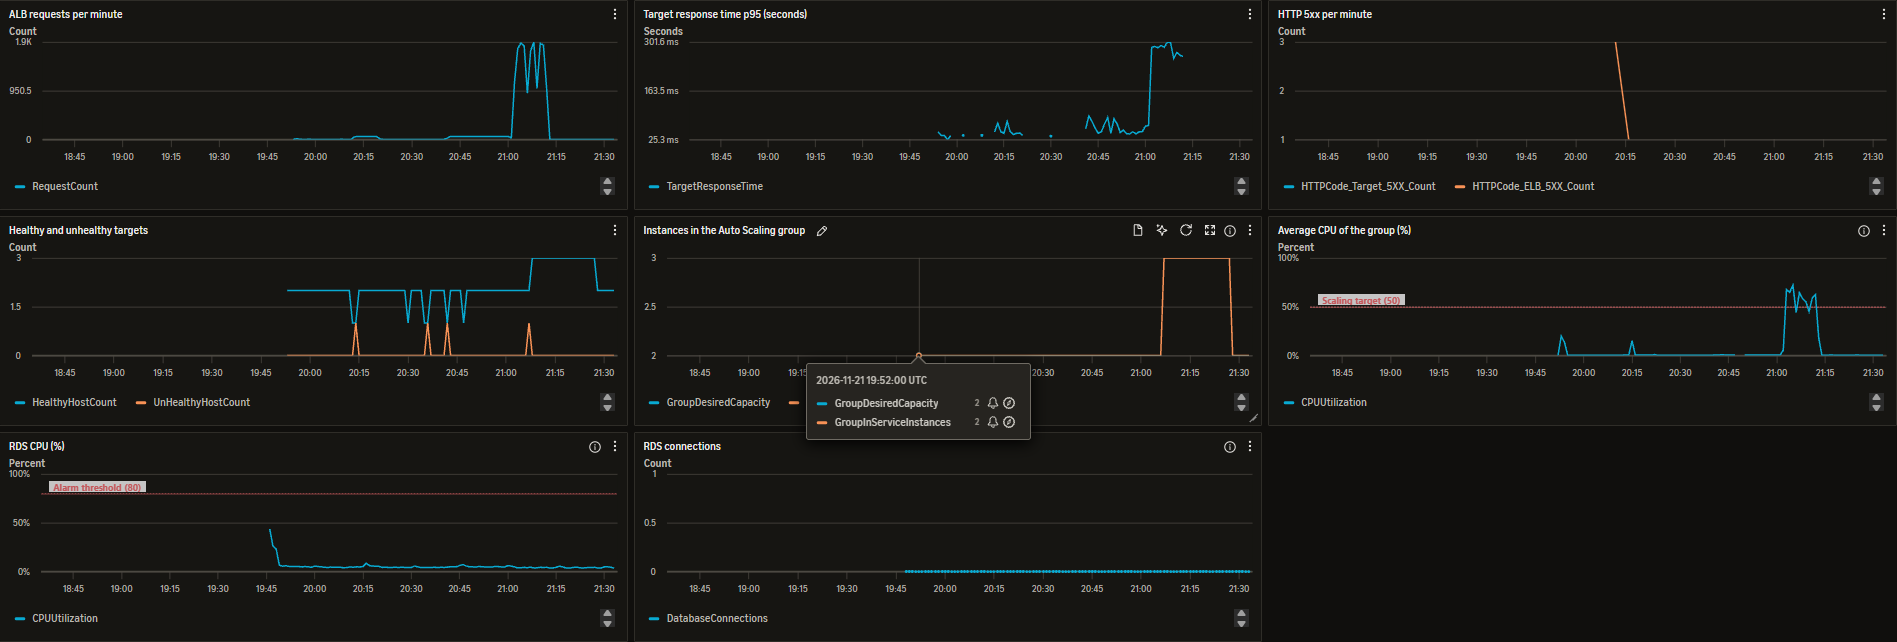 ALB requests per minute
Count
1.9K
950.5
0
18:45 19:00 19:15 19:30 19:45 20:00 20:15 20:30 20:45 21:00 21:15 21:30
RequestCount
Target response time p95 (seconds)
Seconds
301.6 ms
163.5 ms
25.3 ms
18:45 19:00 19:15 19:30 19:45 20:00 20:15 20:30 20:45 21:00 21:15 21:30
TargetResponseTime
HTTP 5xx per minute
Count
3
2
1
18:45 19:00 19:15 19:30 19:45 20:00 20:15 20:30 20:45 21:00 21:15 21:30
HTTPCode_Target_5XX_Count HTTPCode_ELB_5XX_Count
Healthy and unhealthy targets
Count
3
1.5
0
18:45 19:00 19:15 19:30 19:45 20:00 20:15 20:30 20:45 21:00 21:15 21:30
HealthyHostCount UnHealthyHostCount
Instances in the Auto Scaling group
3
2.5
2
18:45 19:00 19:15 20:30 20:45 21:00 21:15 21:30
GroupDesiredCapacity
2026-11-21 19:52:00 UTC
GroupDesiredCapacity 2
GroupInServiceInstances 2
Average CPU of the group (%)
Percent
100%
Scaling target (50)
50%
0%
18:45 19:00 19:15 19:30 19:45 20:00 20:15 20:30 20:45 21:00 21:15 21:30
CPUUtilization
RDS CPU (%)
Percent
100%
Alarm threshold (80)
50%
0%
18:45 19:00 19:15 19:30 19:45 20:00 20:15 20:30 20:45 21:00 21:15 21:30
CPUUtilization
RDS connections
Count
1
0.5
0
18:45 19:00 19:15 19:30 19:45 20:00 20:15 20:30 20:45 21:00 21:15 21:30
DatabaseConnections